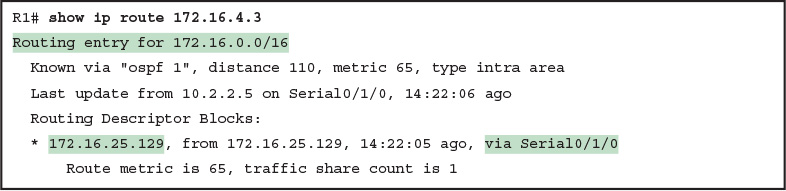 R1# show ip route 172.16.4.3
Routing entry for 172.16.0.0/16
Known via "ospf 1", distance 110, metric 65, type intra area
Last update from 10.2.2.5 on Serial0/1/0, 14:22:06 ago
Routing Descriptor Blocks:
* 172.16.25.129, from 172.16.25.129, 14:22:05 ago, via Serial0/1/0
Route metric is 65, traffic share count is 1